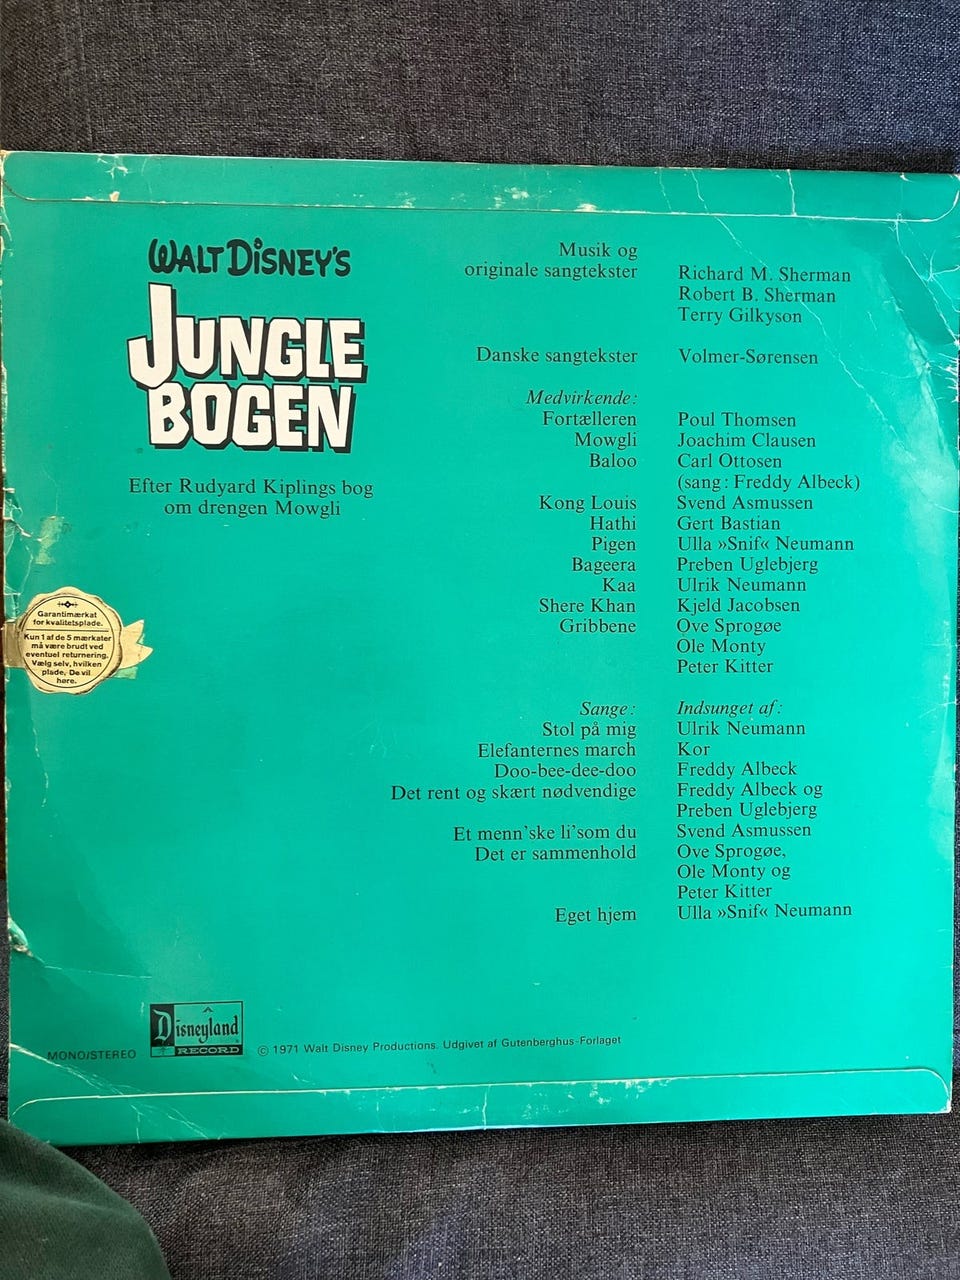 WALT DISNEY'S
JUNGLE
BOGEN
Efter Rudyard Kiplings bog
om drengen Mowgli
Garantimærkat
for kvalitetsplade.
Kun 1 af de 5 mærkater
må være brudt ved
eventuel returnering.
Vælg selv, hvilken
plade, De vil
høre.
Musik og
originale sangtekster Richard M. Sherman
Robert B. Sherman
Terry Gilkyson
Danske sangtekster Volmer-Sørensen
Medvirkende:
Fortælleren Poul Thomsen
Mowgli Joachim Clausen
Baloo Carl Ottosen
(sang: Freddy Albeck)
Kong Louis Svend Asmussen
Hathi Gert Bastian
Pigen Ulla »Snif« Neumann
Bageera Preben Uglebjerg
Kaa Ulrik Neumann
Shere Khan Kjeld Jacobsen
Gribbene Ove Sprogøe
Ole Monty
Peter Kitter
Sange: Indsunget af:
Stol på mig Ulrik Neumann
Elefanternes march Kor
Doo-bee-dee-doo Freddy Albeck
Det rent og skært nødvendige Freddy Albeck og
Preben Uglebjerg
Et menn'ske li'som du Svend Asmussen
Det er sammenhold Ove Sprogøe,
Ole Monty og
Peter Kitter
Eget hjem Ulla »Snif« Neumann
MONO/STEREO
Disneyland
RECORD
© 1971 Walt Disney Productions. Udgivet af Gutenberghus-Forlaget